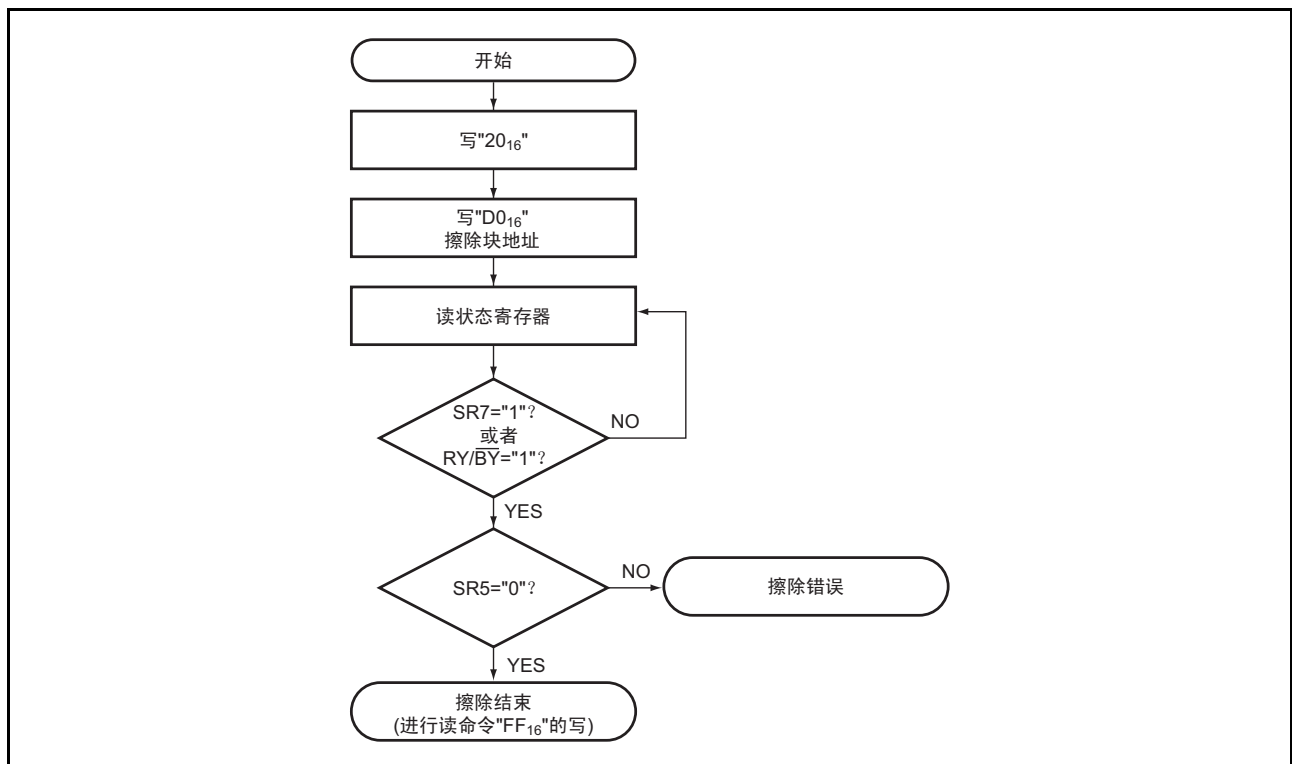 开始
写"20₁₆"
写"D0₁₆"
擦除块地址
读状态寄存器
SR7="1"?
或者
RY/B̅Y̅="1"?
NO
YES
SR5="0"?
NO
擦除错误
YES
擦除结束
(进行读命令"FF₁₆"的写)